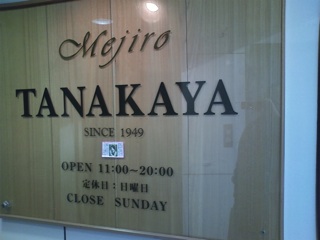 Mejiro
TANAKAYA
SINCE 1949
OPEN 11:00~20:00
定休日：日曜日
CLOSE SUNDAY